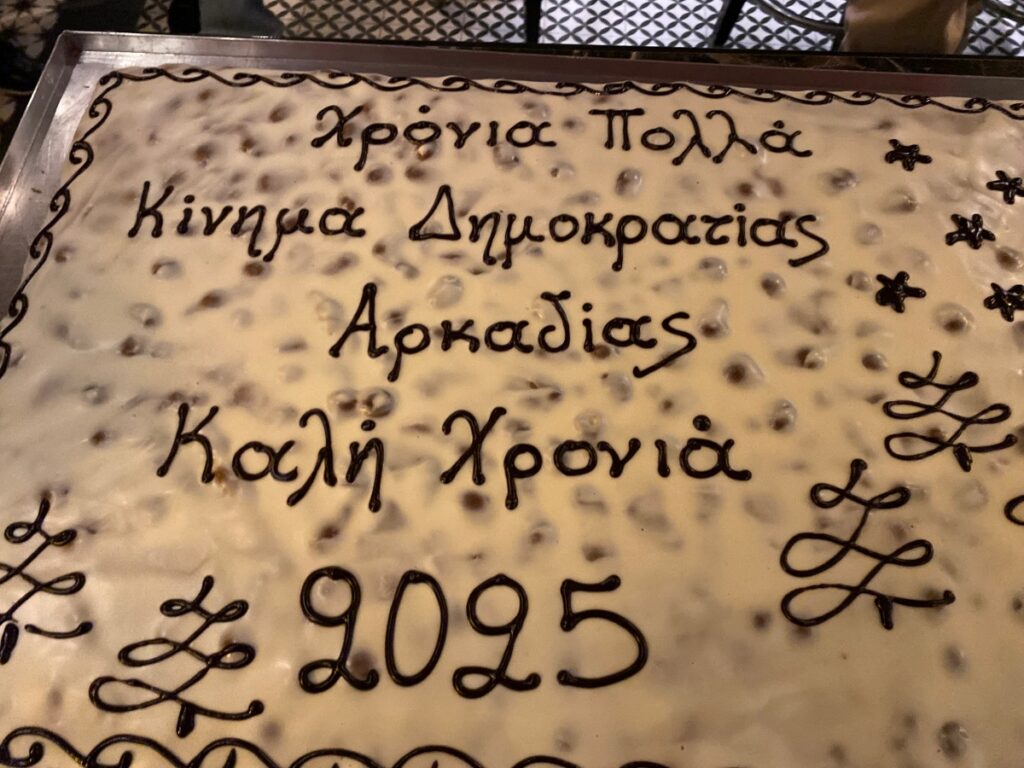 Χρόνια Πολλά
Κίνημα Δημοκρατίας
Αρκαδίας
Καλή Χρονιά
2025